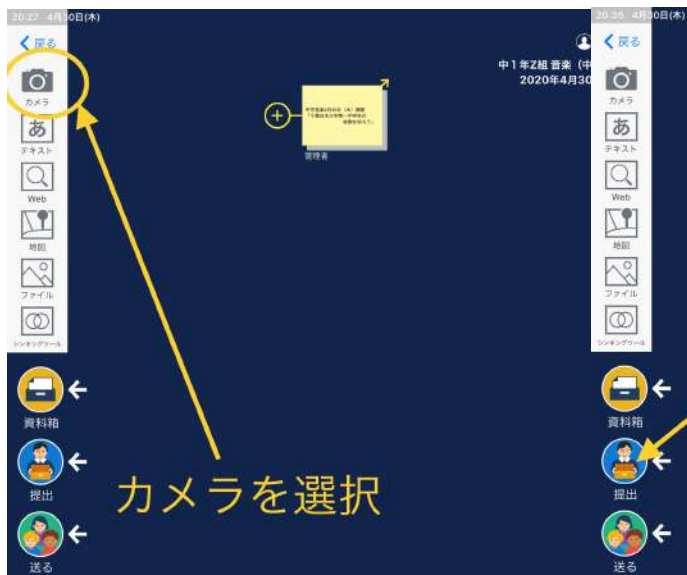 20:27 4月30日(木)
戻る
カメラ
テキスト
Web
地図
ファイル
シンキングツール
資料箱
提出
送る
中1年Z組 音楽（中
2020年4月30
管理者
カメラを選択
4月30日(木)
戻る
カメラ
テキスト
Web
地図
ファイル
シンキングツール
資料箱
提出
送る